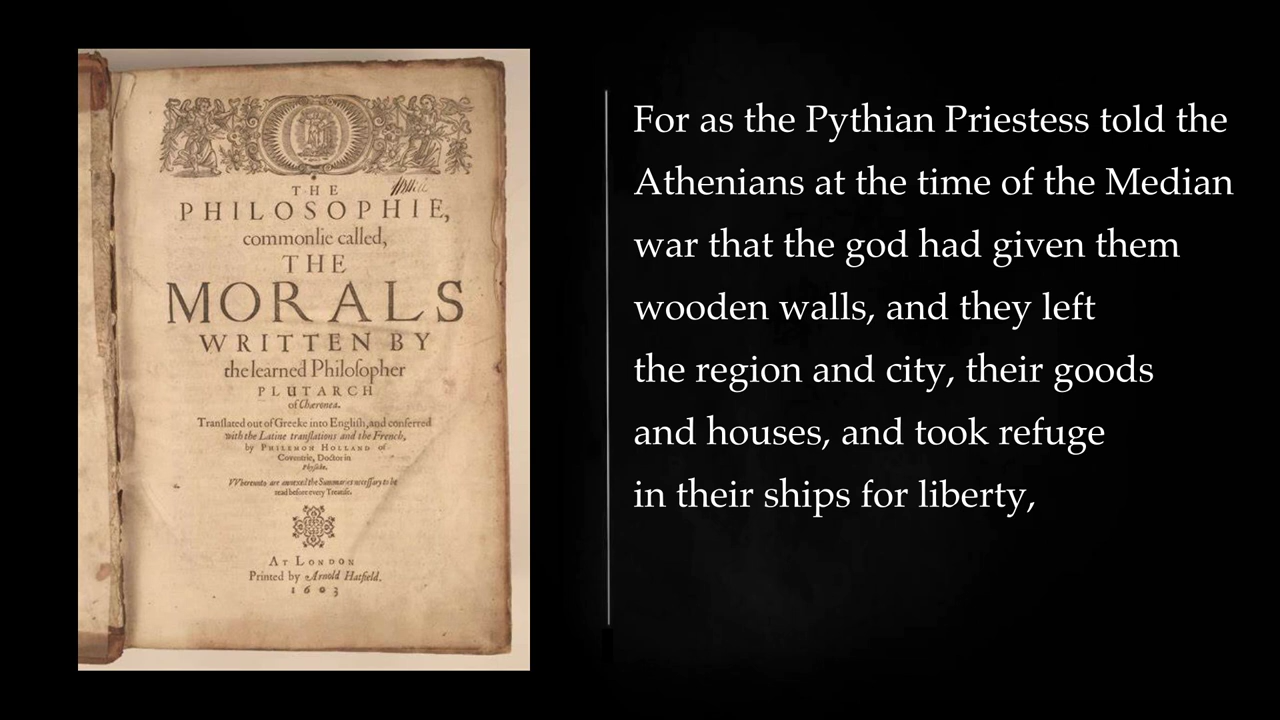 THE
PHILOSOPHIE,
commonlie called,
THE
MORALS
WRITTEN BY
the learned Philoſopher
PLUTARCH
of Chæronea.
Tranſlated out of Greeke into Engliſh, and conferred
with the Latine tranſlations and the French,
by PHILEMON HOLLAND of
Coventrie, Doctor in
Phyſicke.
VVhereunto are annexed the Summaries neceſſary to be
read before every Treatiſe.
AT LONDON
Printed by Arnold Hatfield.
1603
For as the Pythian Priestess told the
Athenians at the time of the Median
war that the god had given them
wooden walls, and they left
the region and city, their goods
and houses, and took refuge
in their ships for liberty,